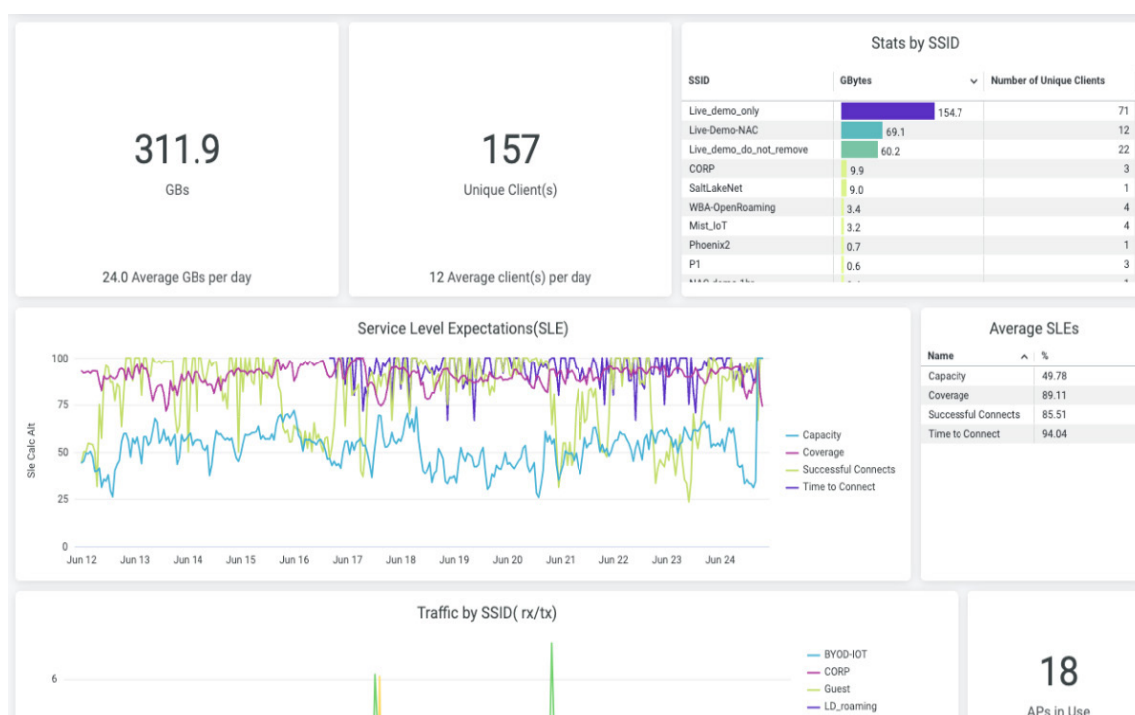 311.9
GBs
24.0 Average GBs per day
157
Unique Client(s)
12 Average client(s) per day
Stats by SSID
SSID GBytes Number of Unique Clients
Live_demo_only 154.7 71
Live-Demo-NAC 69.1 12
Live_demo_do_not_remove 60.2 22
CORP 9.9 3
SaltLakeNet 9.0 1
WBA-OpenRoaming 3.4 4
Mist_IoT 3.2 4
Phoenix2 0.7 1
P1 0.6 3
Service Level Expectations(SLE)
Sle Calc Alt
100
75
50
25
0
Jun 12 Jun 13 Jun 14 Jun 15 Jun 16 Jun 17 Jun 18 Jun 19 Jun 20 Jun 21 Jun 22 Jun 23 Jun 24
Capacity
Coverage
Successful Connects
Time to Connect
Average SLEs
Name %
Capacity 49.78
Coverage 89.11
Successful Connects 85.51
Time to Connect 94.04
Traffic by SSID( rx/tx)
6
BYOD-IOT
CORP
Guest
LD_roaming
18
APs in Use